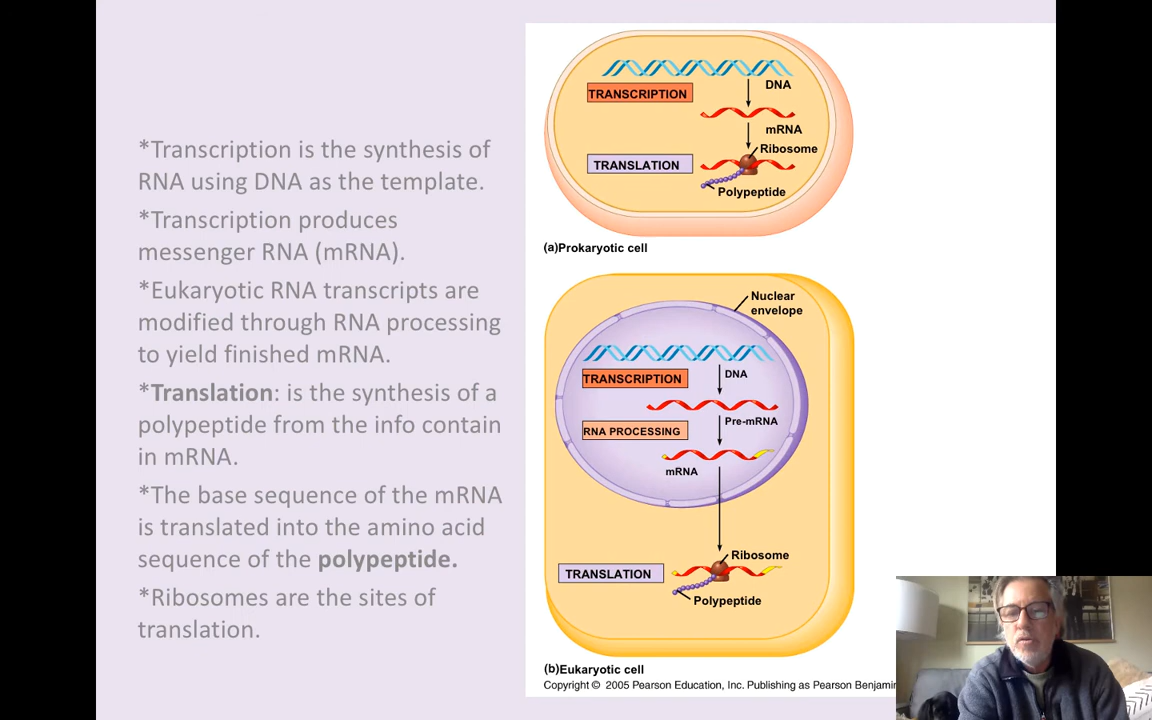 *Transcription is the synthesis of
RNA using DNA as the template.
*Transcription produces
messenger RNA (mRNA).
*Eukaryotic RNA transcripts are
modified through RNA processing
to yield finished mRNA.
*Translation: is the synthesis of a
polypeptide from the info contain
in mRNA.
*The base sequence of the mRNA
is translated into the amino acid
sequence of the polypeptide.
*Ribosomes are the sites of
translation.
DNA
TRANSCRIPTION
mRNA
Ribosome
TRANSLATION
Polypeptide
(a)Prokaryotic cell
Nuclear
envelope
DNA
TRANSCRIPTION
Pre-mRNA
RNA PROCESSING
mRNA
Ribosome
TRANSLATION
Polypeptide
(b)Eukaryotic cell
Copyright © 2005 Pearson Education, Inc. Publishing as Pearson Benjamin